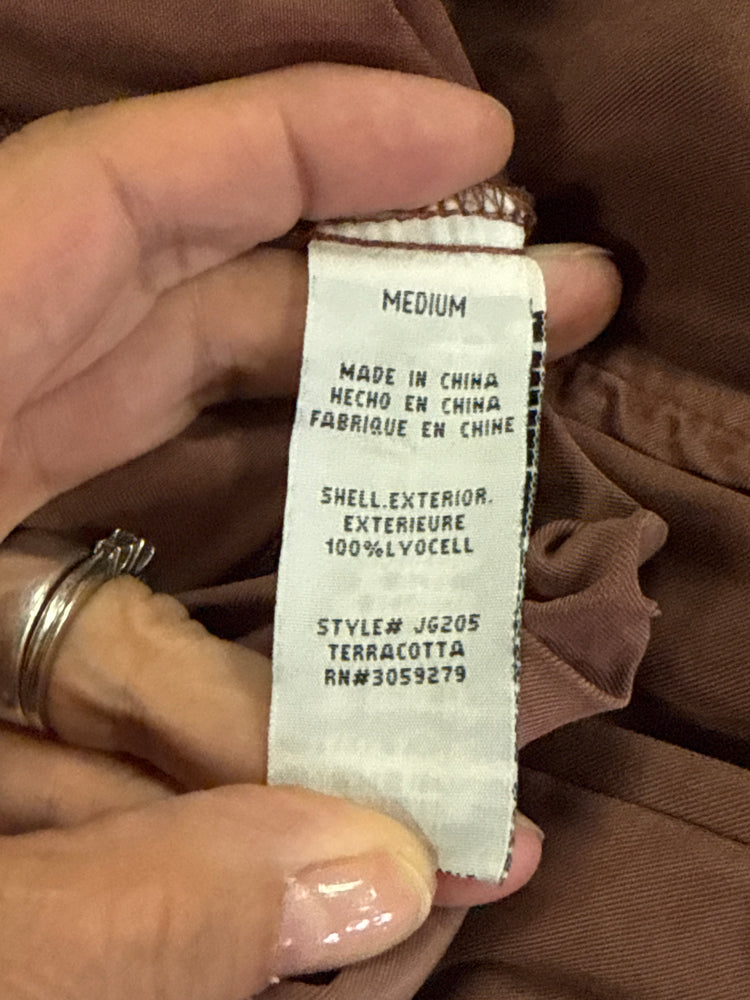 MEDIUM
MADE IN CHINA
HECHO EN CHINA
FABRIQUE EN CHINE
SHELL.EXTERIOR.
EXTERIEURE
100%LYOCELL
STYLE# JG205
TERRACOTTA
RN#3059279